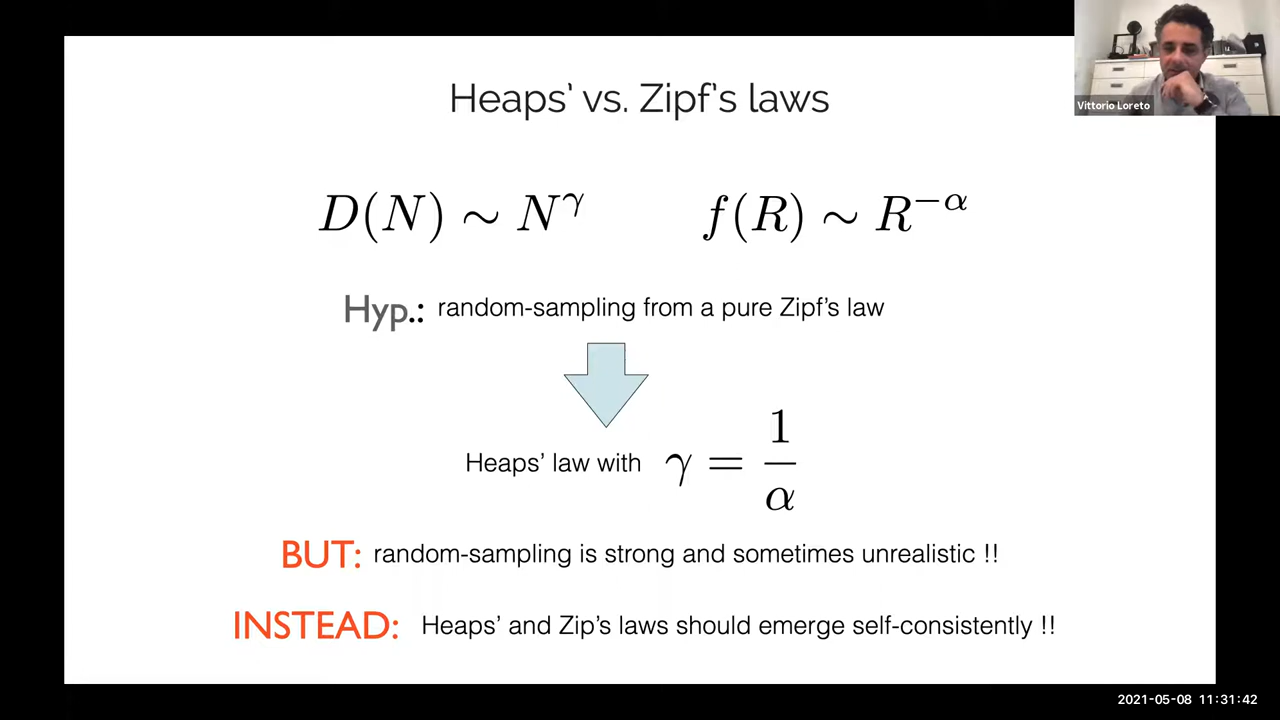 Heaps' vs. Zipf's laws
Vittorio Loreto
D(N) ∼ N^γ f(R) ∼ R^−α
Hyp.: random-sampling from a pure Zipf's law
Heaps' law with γ = 1/α
BUT: random-sampling is strong and sometimes unrealistic !!
INSTEAD: Heaps' and Zip's laws should emerge self-consistently !!
2021-05-08 11:31:42